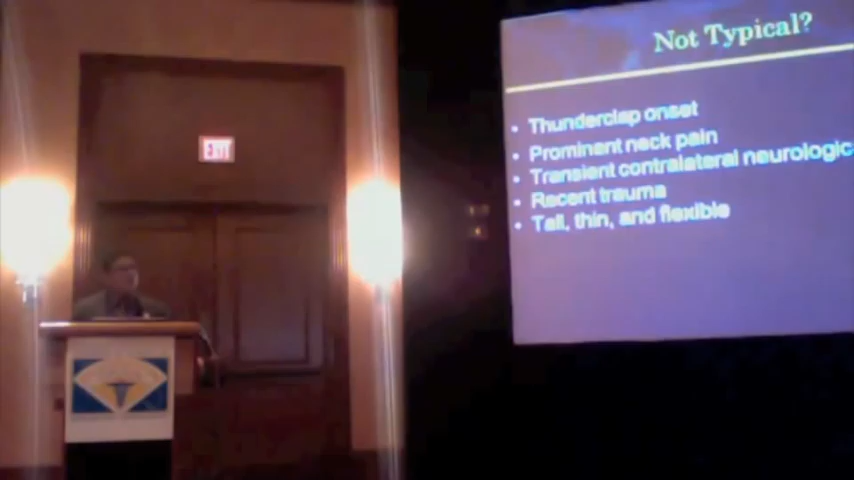 EXIT
Not Typical?
• Thunderclap onset
• Prominent neck pain
• Transient contralateral neurologic
• Recent trauma
• Tall, thin, and flexible